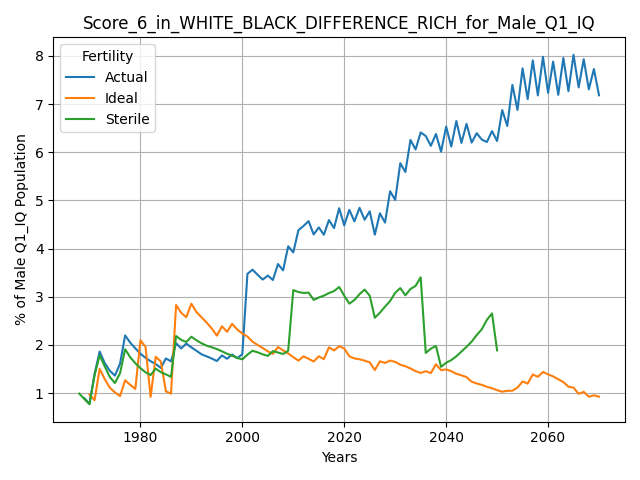 Score_6_in_WHITE_BLACK_DIFFERENCE_RICH_for_Male_Q1_IQ
Fertility
Actual
Ideal
Sterile
8
7
6
5
4
3
2
1
% of Male Q1_IQ Population
1980
2000
2020
2040
2060
Years